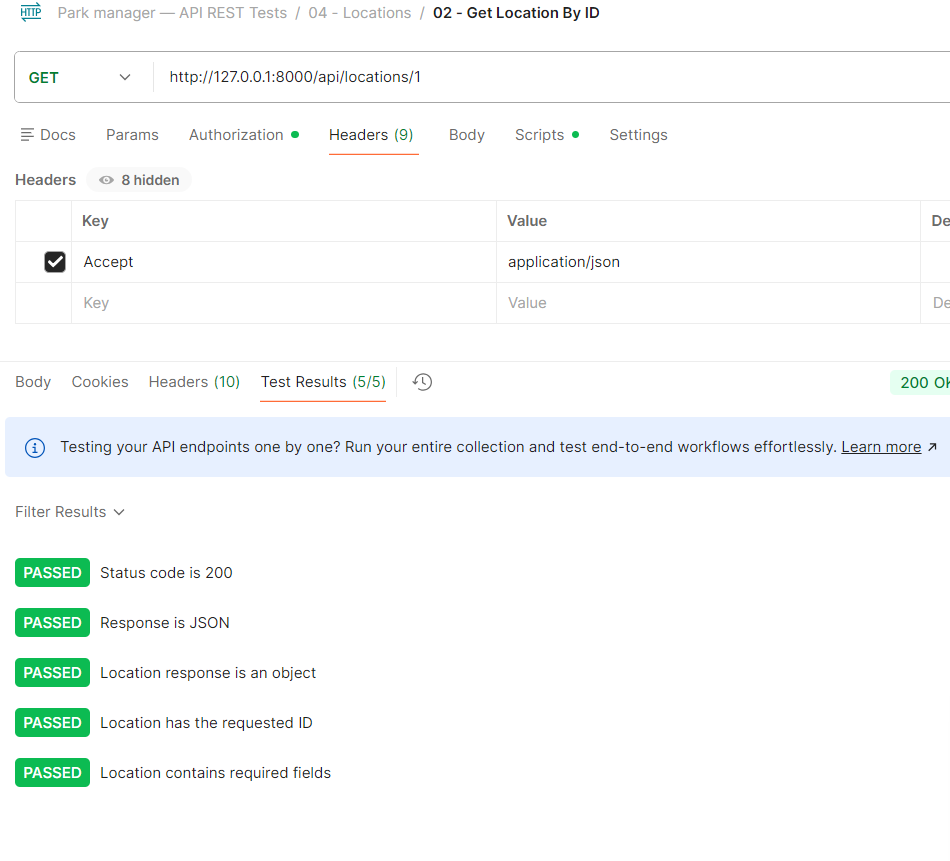 HTTP Park manager — API REST Tests / 04 - Locations / 02 - Get Location By ID
GET http://127.0.0.1:8000/api/locations/1
Docs Params Authorization Headers (9) Body Scripts Settings
Headers 8 hidden
Key Value De
Accept application/json
Key Value De
Body Cookies Headers (10) Test Results (5/5) 200 OK
Testing your API endpoints one by one? Run your entire collection and test end-to-end workflows effortlessly. Learn more ↗
Filter Results
PASSED Status code is 200
PASSED Response is JSON
PASSED Location response is an object
PASSED Location has the requested ID
PASSED Location contains required fields